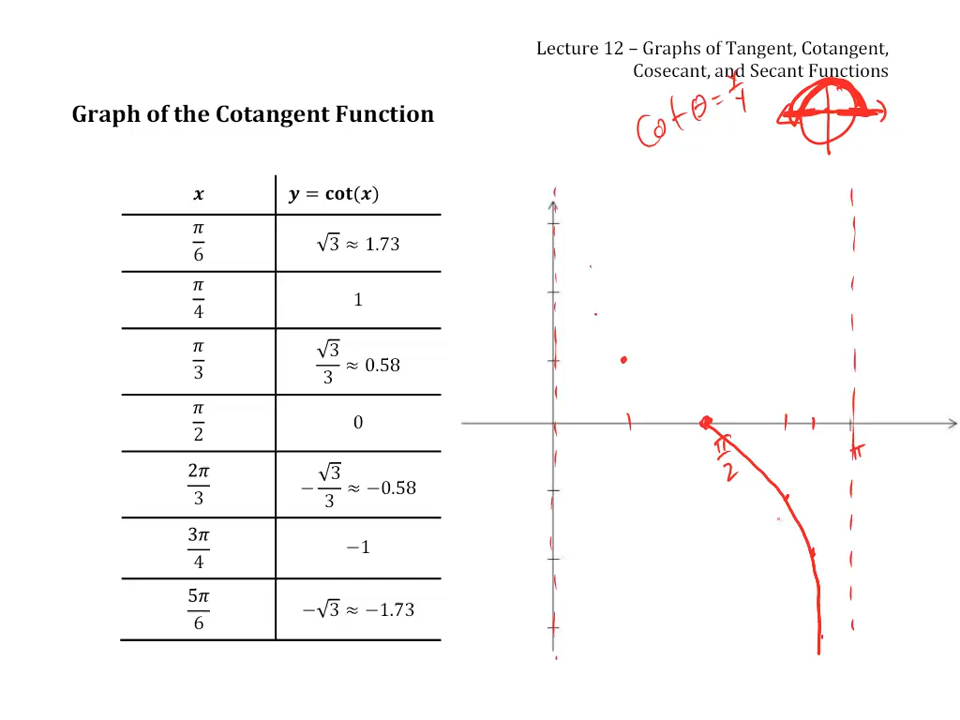 Lecture 12 – Graphs of Tangent, Cotangent,
Cosecant, and Secant Functions
Graph of the Cotangent Function
cot θ = x/y
x y = cot(x)
π/6 √3 ≈ 1.73
π/4 1
π/3 √3/3 ≈ 0.58
π/2 0
2π/3 −√3/3 ≈ −0.58
3π/4 −1
5π/6 −√3 ≈ −1.73
π/2
π